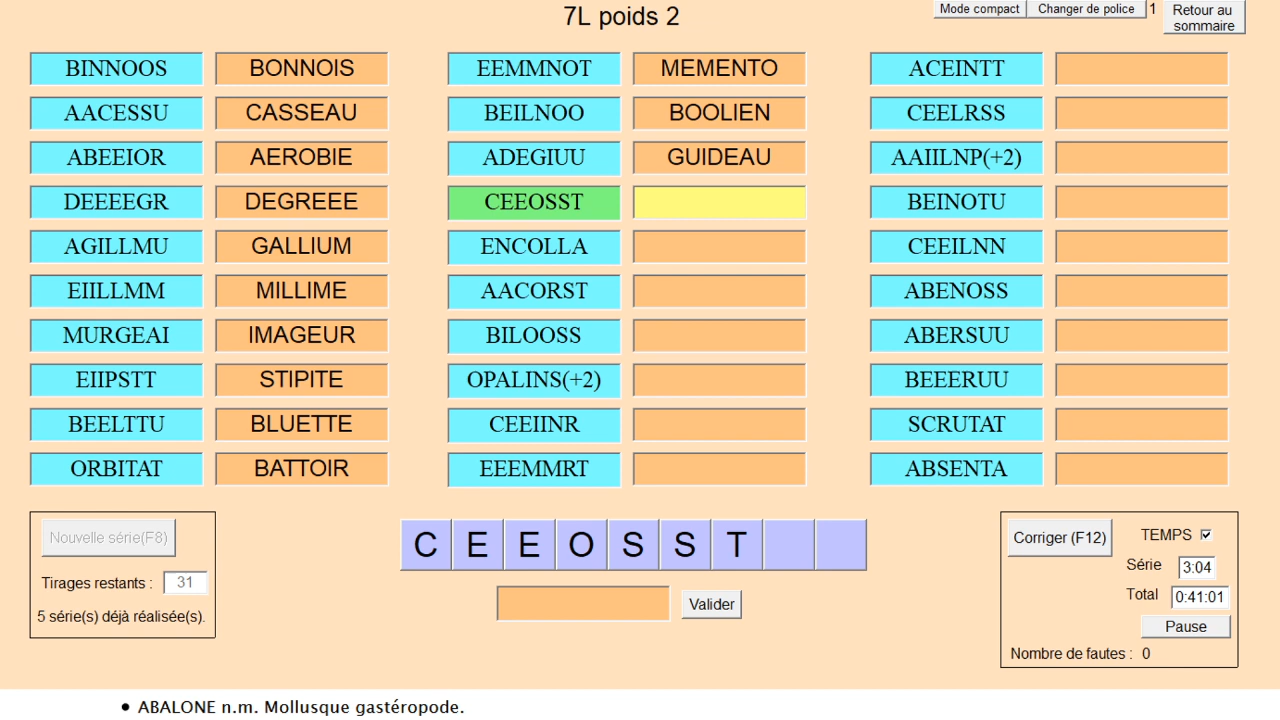 7L poids 2
Mode compact Changer de police 1 Retour au sommaire
BINNOOS BONNOIS EEMMNOT MEMENTO ACEINTT
AACESSU CASSEAU BEILNOO BOOLIEN CEELRSS
ABEEIOR AEROBIE ADEGIUU GUIDEAU AAIILNP(+2)
DEEEEGR DEGREEE CEEOSST BEINOTU
AGILLMU GALLIUM ENCOLLA CEEILNN
EIILLMM MILLIME AACORST ABENOSS
MURGEAI IMAGEUR BILOOSS ABERSUU
EIIPSTT STIPITE OPALINS(+2) BEEERUU
BEELTTU BLUETTE CEEIINR SCRUTAT
ORBITAT BATTOIR EEEMMRT ABSENTA
Nouvelle série(F8)
Tirages restants : 31
5 série(s) déjà réalisée(s).
C E E O S S T
Valider
Corriger (F12) TEMPS
Série 3:04
Total 0:41:01
Pause
Nombre de fautes : 0
• ABALONE n.m. Mollusque gastéropode.